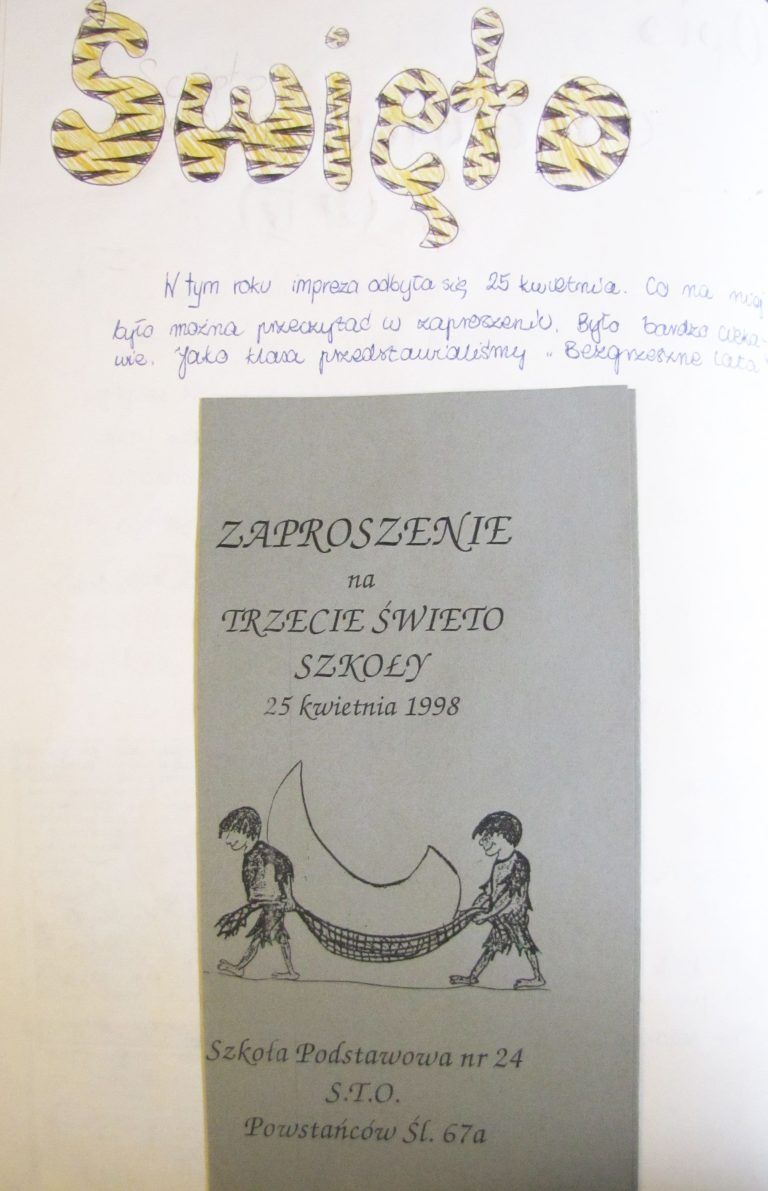 Święto
W tym roku impreza odbyła się 25 kwietnia. Co na niej
było można przeczytać w zaproszeniu. Było bardzo cieka-
wie. Jako klasa przedstawialiśmy „Bezgrzeszne lata"
ZAPROSZENIE
na
TRZECIE ŚWIETO
SZKOŁY
25 kwietnia 1998
Szkoła Podstawowa nr 24
S.T.O.
Powstańców Śl. 67a